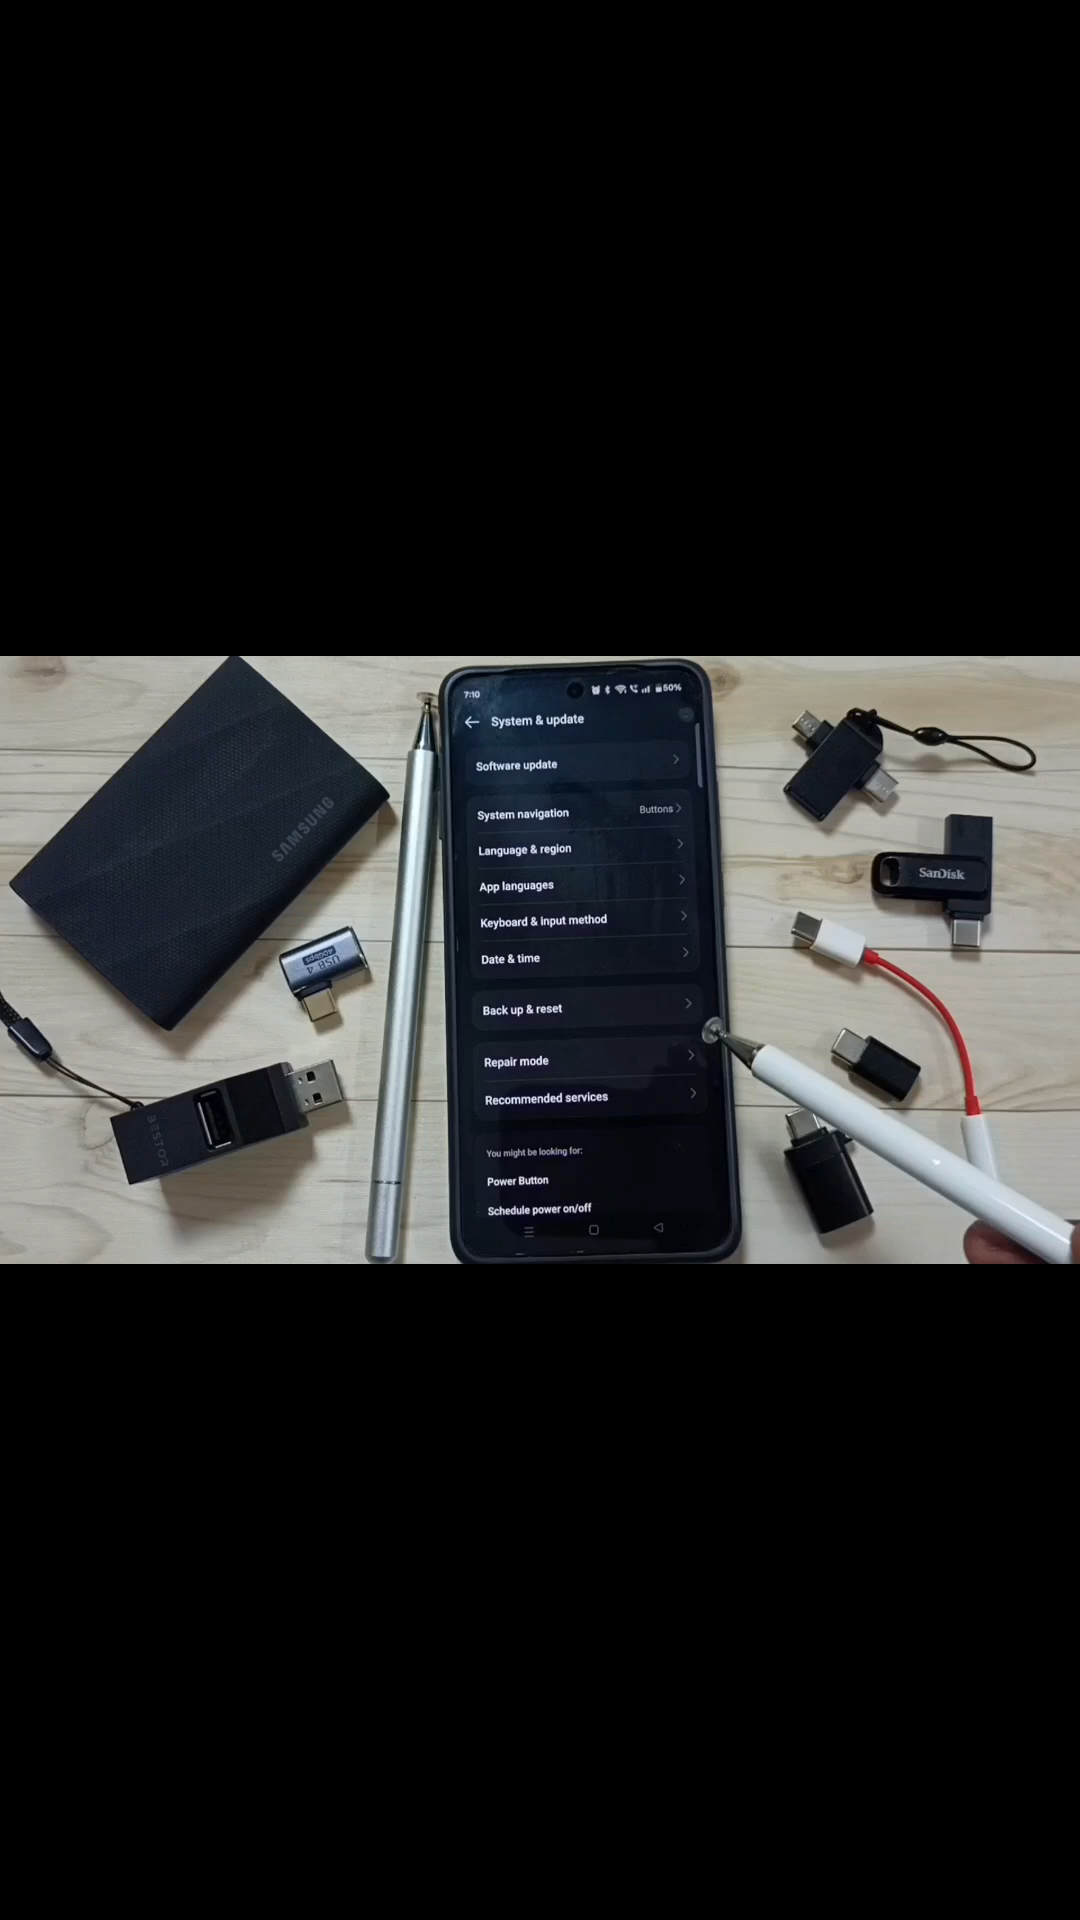 7:10
50%
System & update
Software update
System navigation Buttons
Language & region
App languages
Keyboard & input method
Date & time
Back up & reset
Repair mode
Recommended services
You might be looking for:
Power Button
Schedule power on/off
SAMSUNG
USB 4
40Gbps
BESTOR
SanDisk